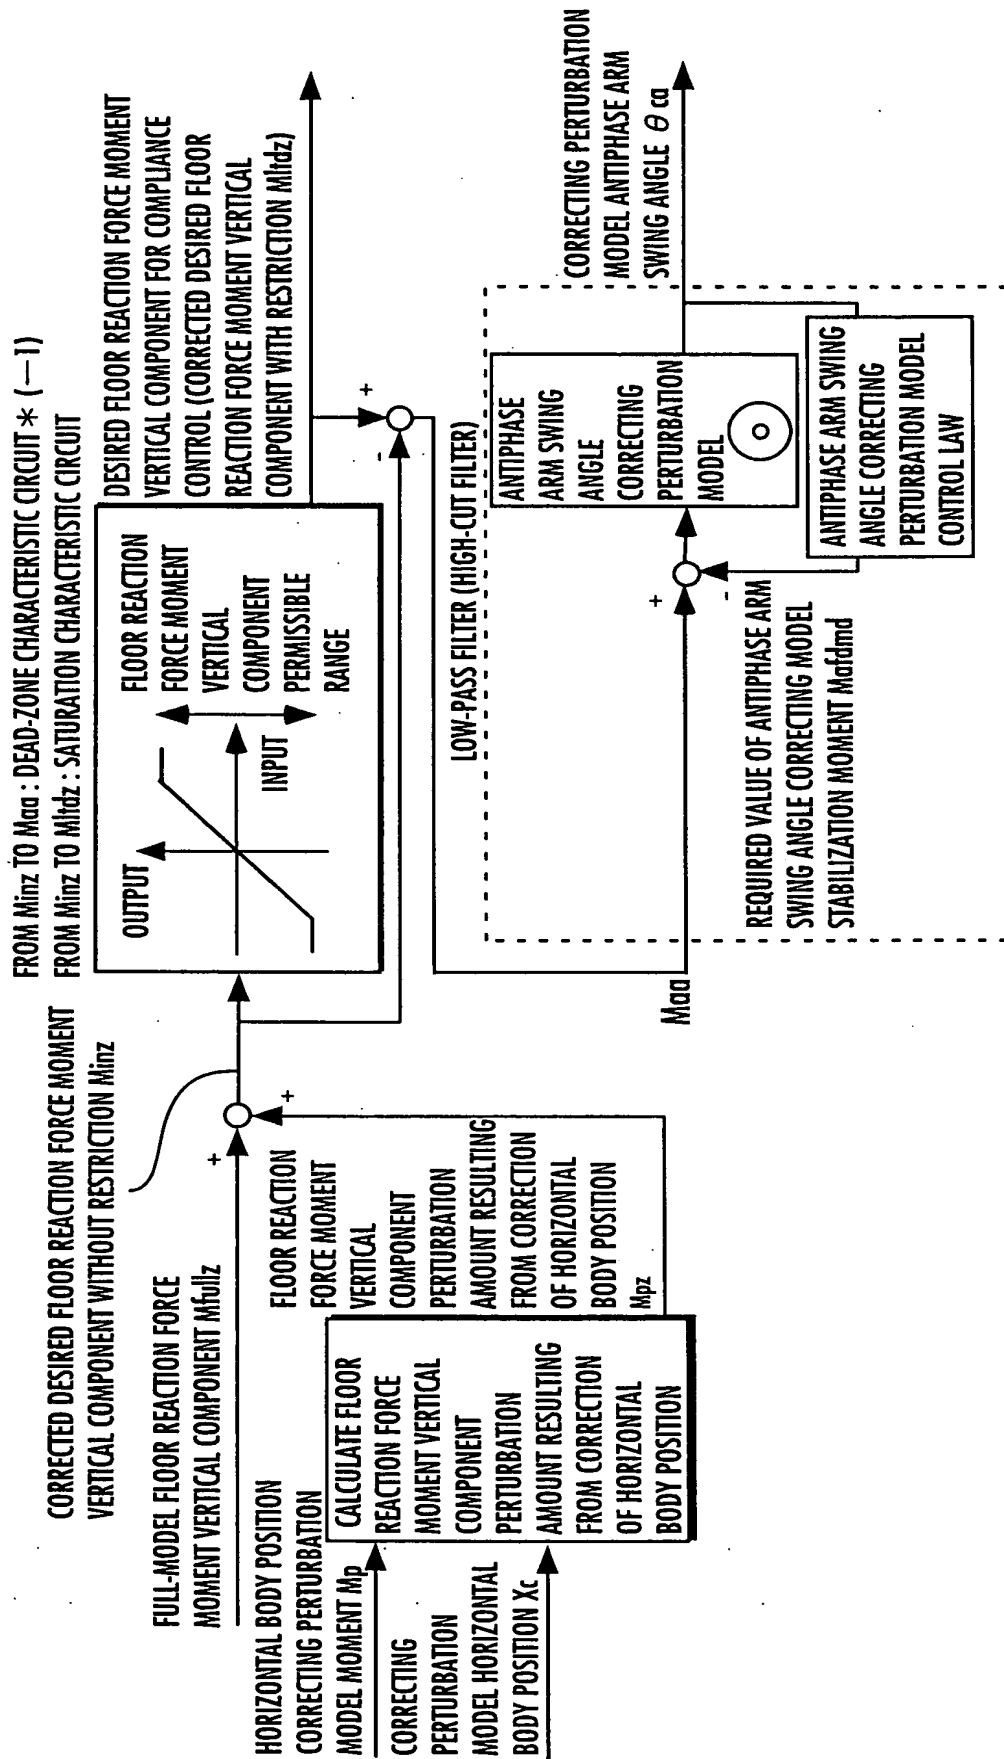 FROM Minz TO Maa : DEAD-ZONE CHARACTERISTIC CIRCUIT * (—1)
FROM Minz TO Mltdz : SATURATION CHARACTERISTIC CIRCUIT
CORRECTED DESIRED FLOOR REACTION FORCE MOMENT
VERTICAL COMPONENT WITHOUT RESTRICTION Minz
FULL-MODEL FLOOR REACTION FORCE
MOMENT VERTICAL COMPONENT Mfullz
+
+
HORIZONTAL BODY POSITION
CORRECTING PERTURBATION
MODEL MOMENT Mp
CORRECTING
PERTURBATION
MODEL HORIZONTAL
BODY POSITION Xc
CALCULATE FLOOR
REACTION FORCE
MOMENT VERTICAL
COMPONENT
PERTURBATION
AMOUNT RESULTING
FROM CORRECTION
OF HORIZONTAL
BODY POSITION
FLOOR REACTION
FORCE MOMENT
VERTICAL
COMPONENT
PERTURBATION
AMOUNT RESULTING
FROM CORRECTION
OF HORIZONTAL
BODY POSITION
Mpz
OUTPUT
INPUT
FLOOR REACTION
FORCE MOMENT
VERTICAL
COMPONENT
PERMISSIBLE
RANGE
DESIRED FLOOR REACTION FORCE MOMENT
VERTICAL COMPONENT FOR COMPLIANCE
CONTROL (CORRECTED DESIRED FLOOR
REACTION FORCE MOMENT VERTICAL
COMPONENT WITH RESTRICTION Mltdz)
+
-
LOW-PASS FILTER (HIGH-CUT FILTER)
Maa
+
-
ANTIPHASE
ARM SWING
ANGLE
CORRECTING
PERTURBATION
MODEL
CORRECTING PERTURBATION
MODEL ANTIPHASE ARM
SWING ANGLE θ ca
REQUIRED VALUE OF ANTIPHASE ARM
SWING ANGLE CORRECTING MODEL
STABILIZATION MOMENT Mafdmd
ANTIPHASE ARM SWING
ANGLE CORRECTING
PERTURBATION MODEL
CONTROL LAW